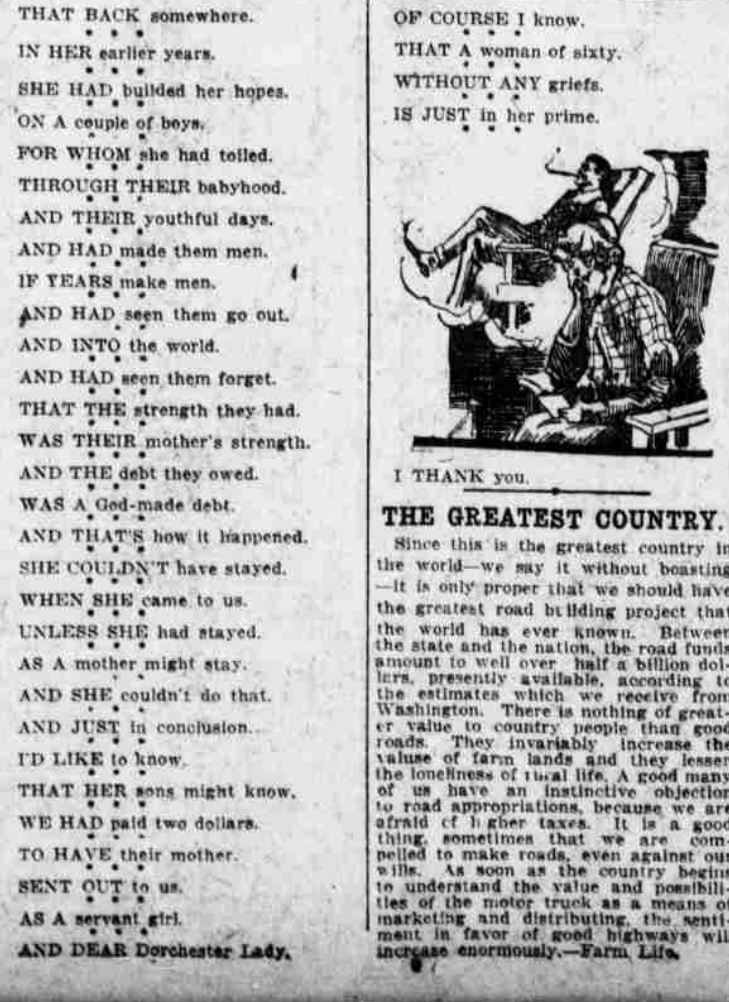 THAT BACK somewhere.
IN HER earlier years.
SHE HAD builded her hopes.
ON A couple of boys.
FOR WHOM she had toiled.
THROUGH THEIR babyhood.
AND THEIR youthful days.
AND HAD made them men.
IF YEARS make men.
AND HAD seen them go out.
AND INTO the world.
AND HAD seen them forget.
THAT THE strength they had.
WAS THEIR mother's strength.
AND THE debt they owed.
WAS A God-made debt.
AND THAT'S how it happened.
SHE COULDN'T have stayed.
WHEN SHE came to us.
UNLESS SHE had stayed.
AS A mother might stay.
AND SHE couldn't do that.
AND JUST in conclusion.
I'D LIKE to know.
THAT HER sons might know.
WE HAD paid two dollars.
TO HAVE their mother.
SENT OUT to us.
AS A servant girl.
AND DEAR Dorchester Lady.
OF COURSE I know.
THAT A woman of sixty.
WITHOUT ANY griefs.
IS JUST in her prime.
I THANK you.
THE GREATEST COUNTRY.
Since this is the greatest country in
the world—we say it without boasting
—it is only proper that we should have
the greatest road building project that
the world has ever known. Between
the state and the nation, the road funds
amount to well over half a billion dol-
lars, presently available, according to
the estimates which we receive from
Washington. There is nothing of great-
er value to country people than good
roads. They invariably increase the
valuse of farm lands and they lessen
the loneliness of rural life. A good many
of us have an instinctive objection
to road appropriations, because we are
afraid of higher taxes. It is a good
thing, sometimes that we are com-
pelled to make roads, even against our
wills. As soon as the country begins
to understand the value and possibili-
ties of the motor truck as a means of
marketing and distributing, the senti-
ment in favor of good highways will
increase enormously.—Farm Life.